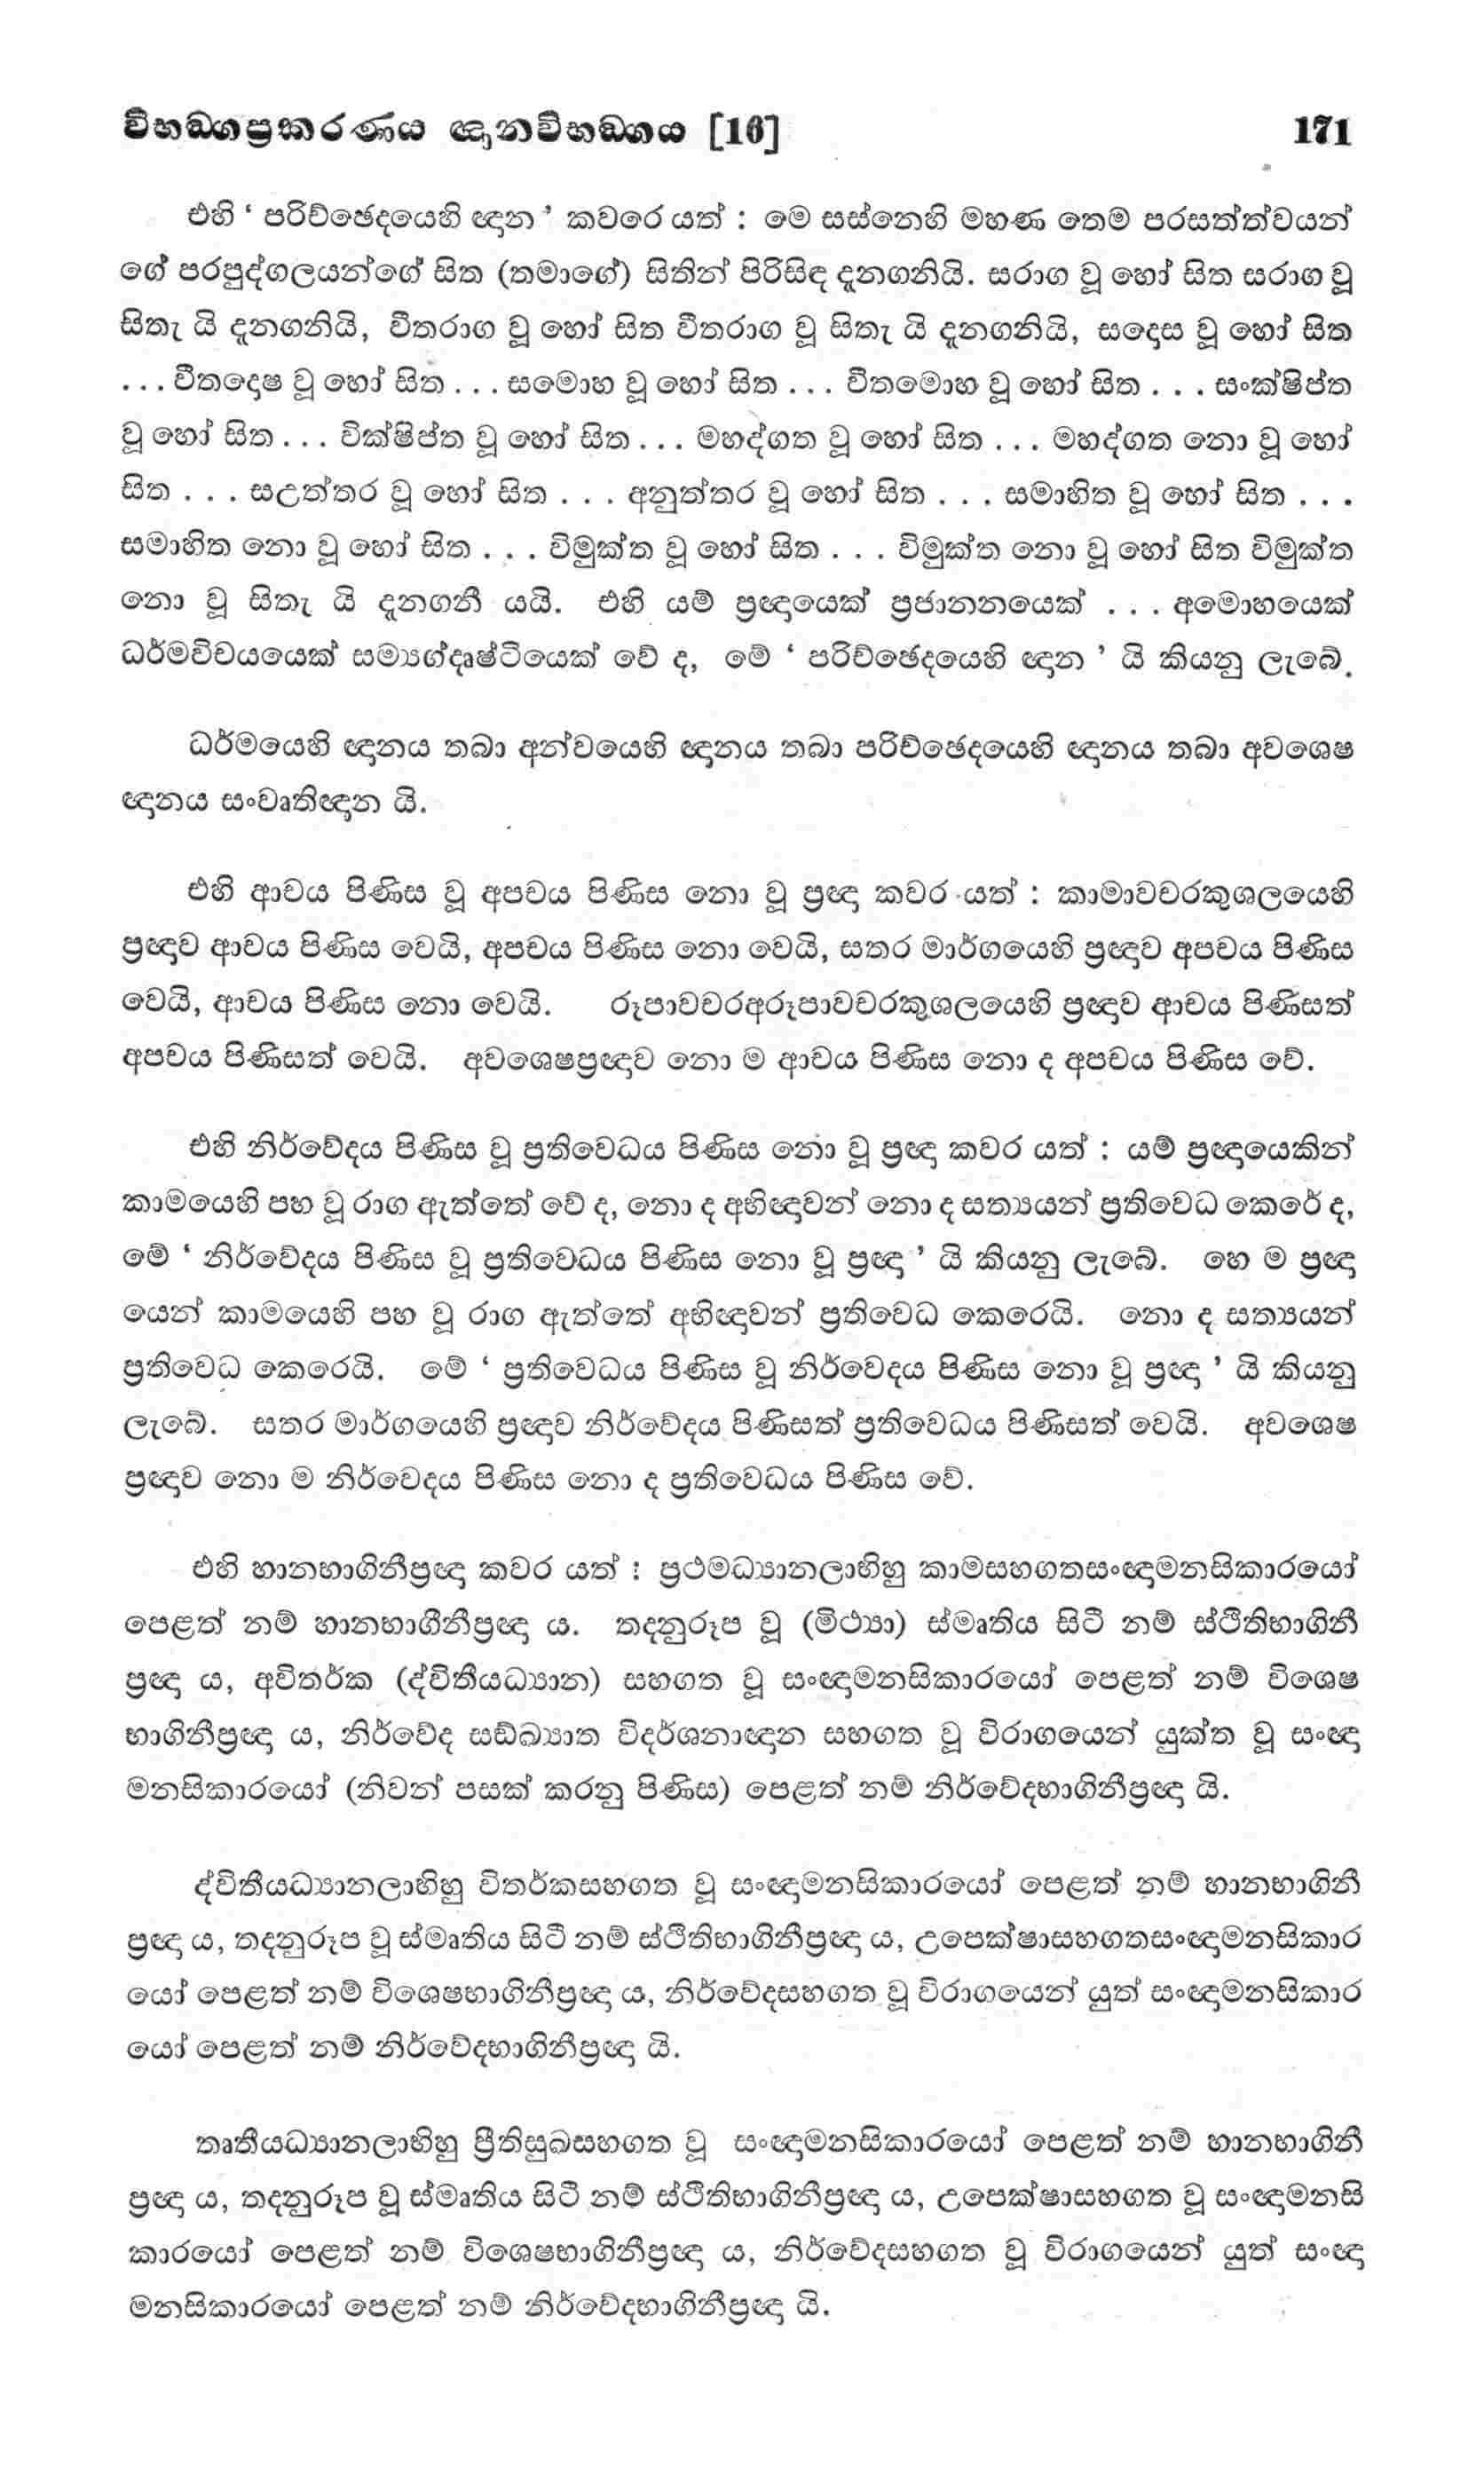 විභඞ්ගප්‍රකරණය ඥානවිභඞ්ගය [16] 171
එහි ‘ පරිච්ඡෙදයෙහි ඥාන ’ කවරෙ යත් : මෙ සස්නෙහි මහණ තෙම පරසත්ත්වයන්
ගේ පරපුද්ගලයන්ගේ සිත (තමාගේ) සිතින් පිරිසිඳ දැනගනියි. සරාග වූ හෝ සිත සරාග වූ
සිතැ යි දැනගනියි, වීතරාග වූ හෝ සිත වීතරාග වූ සිතැ යි දැනගනියි, සදොස වූ හෝ සිත
. . . වීතදොෂ වූ හෝ සිත . . . සමොහ වූ හෝ සිත . . . වීතමොහ වූ හෝ සිත . . . සංක්ෂිප්ත
වූ හෝ සිත . . . වික්ෂිප්ත වූ හෝ සිත . . . මහද්ගත වූ හෝ සිත . . . මහද්ගත නො වූ හෝ
සිත . . . සඋත්තර වූ හෝ සිත . . . අනුත්තර වූ හෝ සිත . . . සමාහිත වූ හෝ සිත . . .
සමාහිත නො වූ හෝ සිත . . . විමුක්ත වූ හෝ සිත . . . විමුක්ත නො වූ හෝ සිත විමුක්ත
නො වූ සිතැ යි දැනගනී යයි. එහි යම් ප්‍රඥායෙක් ප්‍රජානනයෙක් . . . අමොහයෙක්
ධර්මවිචයයෙක් සම්‍යග්දෘෂ්ටියෙක් වේ ද, මේ ‘ පරිච්ඡෙදයෙහි ඥාන ’ යි කියනු ලැබේ.
ධර්මයෙහි ඥානය තබා අන්වයෙහි ඥානය තබා පරිච්ඡෙදයෙහි ඥානය තබා අවශෙෂ
ඥානය සංවෘතිඥාන යි.
එහි ආචය පිණිස වූ අපචය පිණිස නො වූ ප්‍රඥා කවර යත් : කාමාවචරකුශලයෙහි
ප්‍රඥාව ආචය පිණිස වෙයි, අපචය පිණිස නො වෙයි, සතර මාර්ගයෙහි ප්‍රඥාව අපචය පිණිස
වෙයි, ආචය පිණිස නො වෙයි. රූපාවචරඅරූපාවචරකුශලයෙහි ප්‍රඥාව ආචය පිණිසත්
අපචය පිණිසත් වෙයි. අවශෙෂප්‍රඥාව නො ම ආචය පිණිස නො ද අපචය පිණිස වේ.
එහි නිර්වේදය පිණිස වූ ප්‍රතිවෙධය පිණිස නො වූ ප්‍රඥා කවර යත් : යම් ප්‍රඥායෙකින්
කාමයෙහි පහ වූ රාග ඇත්තේ වේ ද, නො ද අභිඥාවන් නො ද සත්‍යයන් ප්‍රතිවෙධ කෙරේ ද,
මේ ‘ නිර්වේදය පිණිස වූ ප්‍රතිවෙධය පිණිස නො වූ ප්‍රඥා ’ යි කියනු ලැබේ. හෙ ම ප්‍රඥා
යෙන් කාමයෙහි පහ වූ රාග ඇත්තේ අභිඥාවන් ප්‍රතිවෙධ කෙරෙයි. නො ද සත්‍යයන්
ප්‍රතිවෙධ කෙරෙයි. මේ ‘ ප්‍රතිවෙධය පිණිස වූ නිර්වෙදය පිණිස නො වූ ප්‍රඥා ’ යි කියනු
ලැබේ. සතර මාර්ගයෙහි ප්‍රඥාව නිර්වේදය පිණිසත් ප්‍රතිවෙධය පිණිසත් වෙයි. අවශෙෂ
ප්‍රඥාව නො ම නිර්වෙදය පිණිස නො ද ප්‍රතිවෙධය පිණිස වේ.
එහි හානභාගිනීප්‍රඥා කවර යත් : ප්‍රථමධ්‍යානලාභිහු කාමසහගතසංඥාමනසිකාරයෝ
පෙළත් නම් හානභාගීනීප්‍රඥා ය. තදනුරූප වූ (මිථ්‍යා) ස්මෘතිය සිටී නම් ස්ථිතිභාගිනී
ප්‍රඥා ය, අවිතර්ක (ද්විතීයධ්‍යාන) සහගත වූ සංඥාමනසිකාරයෝ පෙළත් නම් විශෙෂ
භාගිනීප්‍රඥා ය, නිර්වේද සඞ්ඛ්‍යාත විදර්ශනාඥාන සහගත වූ විරාගයෙන් යුක්ත වූ සංඥා
මනසිකාරයෝ (නිවන් පසක් කරනු පිණිස) පෙළත් නම් නිර්වේදභාගිනීප්‍රඥා යි.
ද්විතීයධ්‍යානලාභිහු විතර්කසහගත වූ සංඥාමනසිකාරයෝ පෙළත් නම් හානභාගිනී
ප්‍රඥා ය, තදනුරූප වූ ස්මෘතිය සිටී නම් ස්ථිතිභාගිනීප්‍රඥා ය, උපෙක්ෂාසහගතසංඥාමනසිකාර
යෝ පෙළත් නම් විශෙෂභාගිනීප්‍රඥා ය, නිර්වේදසහගත වූ විරාගයෙන් යුත් සංඥාමනසිකාර
යෝ පෙළත් නම් නිර්වේදභාගිනීප්‍රඥා යි.
තෘතීයධ්‍යානලාභිහු ප්‍රීතිසුඛසහගත වූ සංඥාමනසිකාරයෝ පෙළත් නම් හානභාගිනී
ප්‍රඥා ය, තදනුරූප වූ ස්මෘතිය සිටී නම් ස්ථිතිභාගිනීප්‍රඥා ය, උපෙක්ෂාසහගත වූ සංඥාමනසි
කාරයෝ පෙළත් නම් විශෙෂභාගිනීප්‍රඥා ය, නිර්වේදසහගත වූ විරාගයෙන් යුත් සංඥා
මනසිකාරයෝ පෙළත් නම් නිර්වේදභාගිනීප්‍රඥා යි.